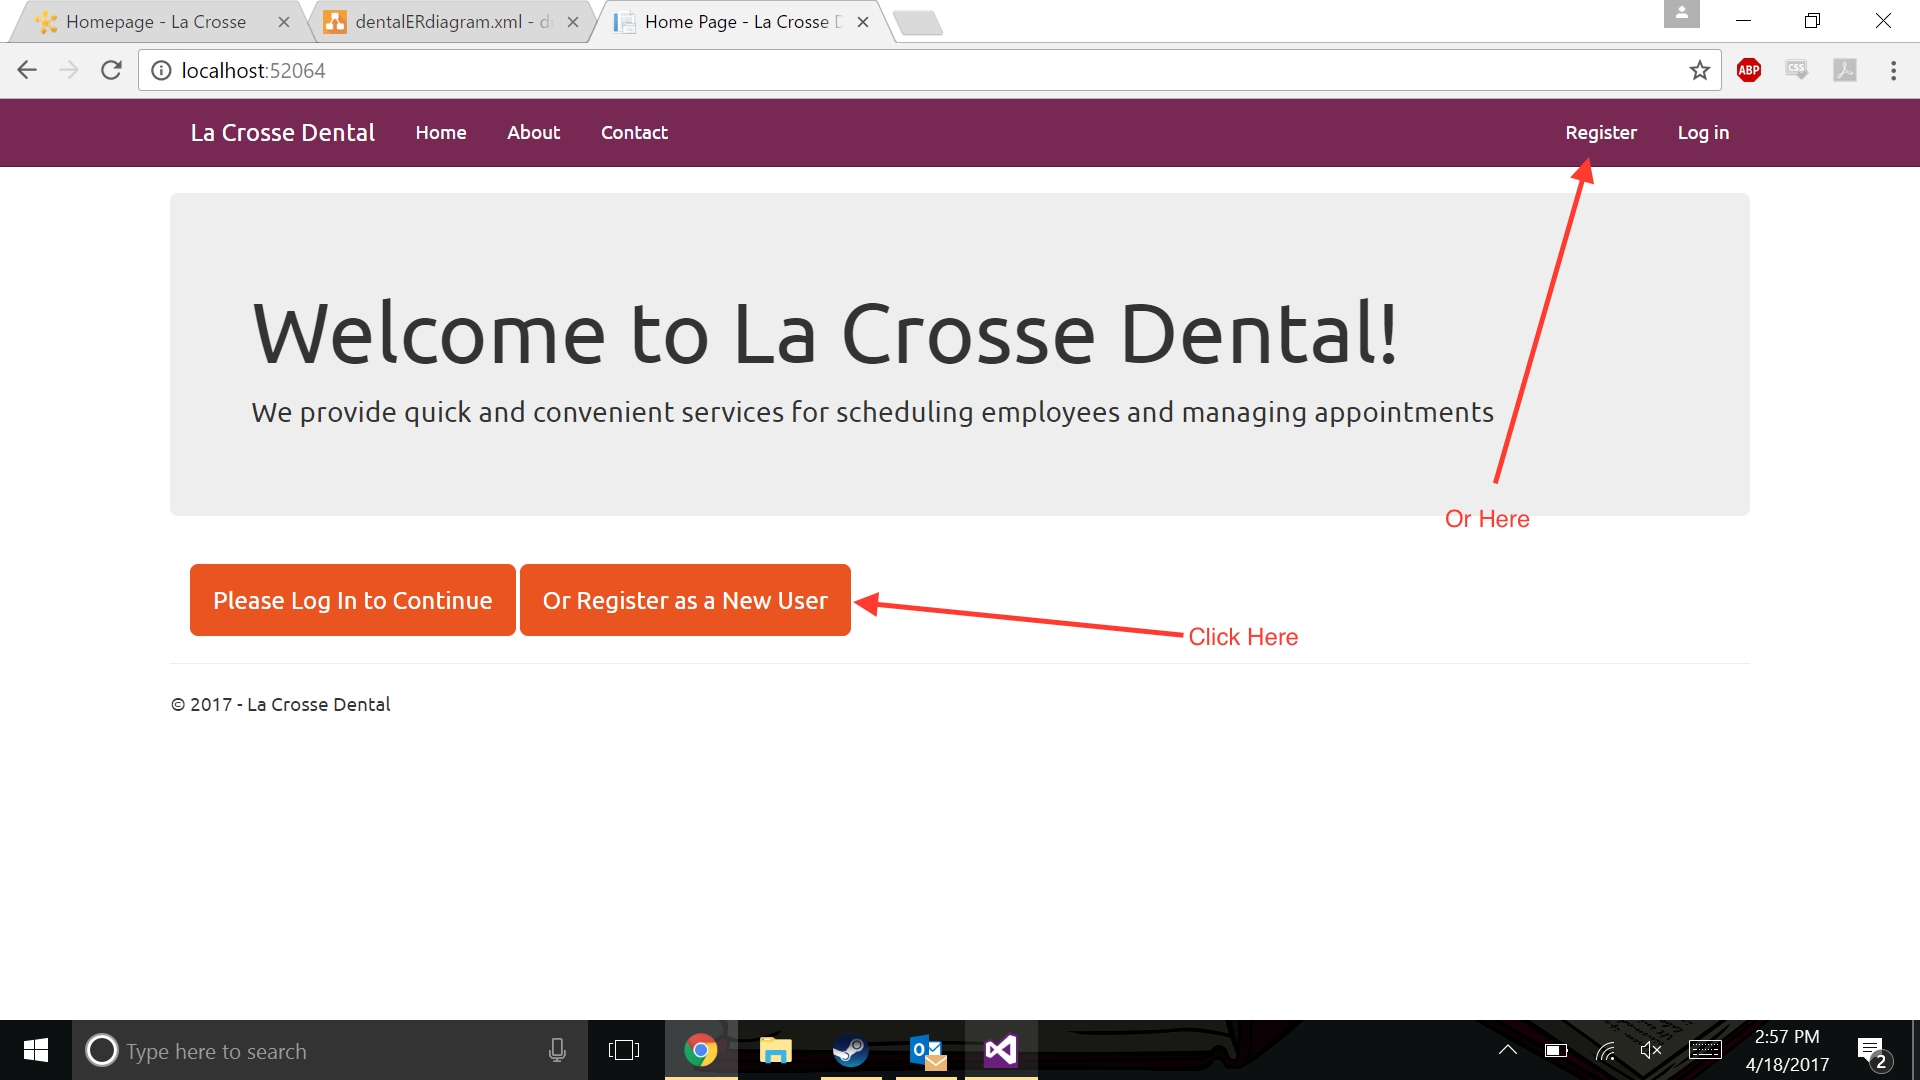 Homepage - La Crosse
dentalERdiagram.xml - d
Home Page - La Crosse D
localhost:52064
ABP
CSS
La Crosse Dental Home About Contact Register Log in
Welcome to La Crosse Dental!
We provide quick and convenient services for scheduling employees and managing appointments
Or Here
Please Log In to Continue
Or Register as a New User
Click Here
© 2017 - La Crosse Dental
Type here to search
2:57 PM
4/18/2017
2